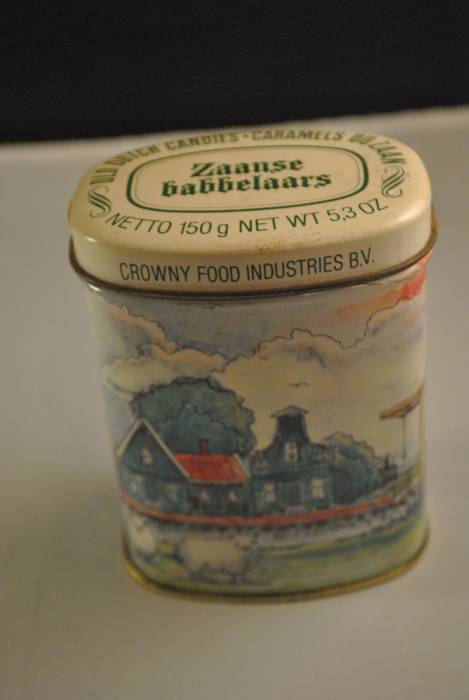 OLD DUTCH CANDIES • CARAMELS DU ZAAN
Zaanse
babbelaars
NETTO 150 g NET WT 5,3 OZ
CROWNY FOOD INDUSTRIES B.V.